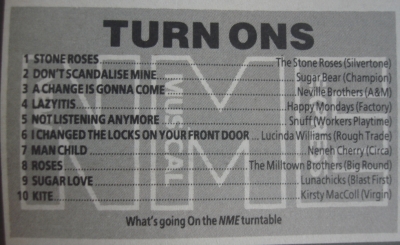 TURN ONS
1 STONE ROSES ... The Stone Roses (Silvertone)
2 DON'T SCANDALISE MINE ... Sugar Bear (Champion)
3 A CHANGE IS GONNA COME ... Neville Brothers (A&M)
4 LAZYITIS ... Happy Mondays (Factory)
5 NOT LISTENING ANYMORE ... Snuff (Workers Playtime)
6 I CHANGED THE LOCKS ON YOUR FRONT DOOR ... Lucinda Williams (Rough Trade)
7 MAN CHILD ... Neneh Cherry (Circa)
8 ROSES ... The Milltown Brothers (Big Round)
9 SUGAR LOVE ... Lunachicks (Blast First)
10 KITE ... Kirsty MacColl (Virgin)
What's going On the NME turntable
NME
MUSICAL